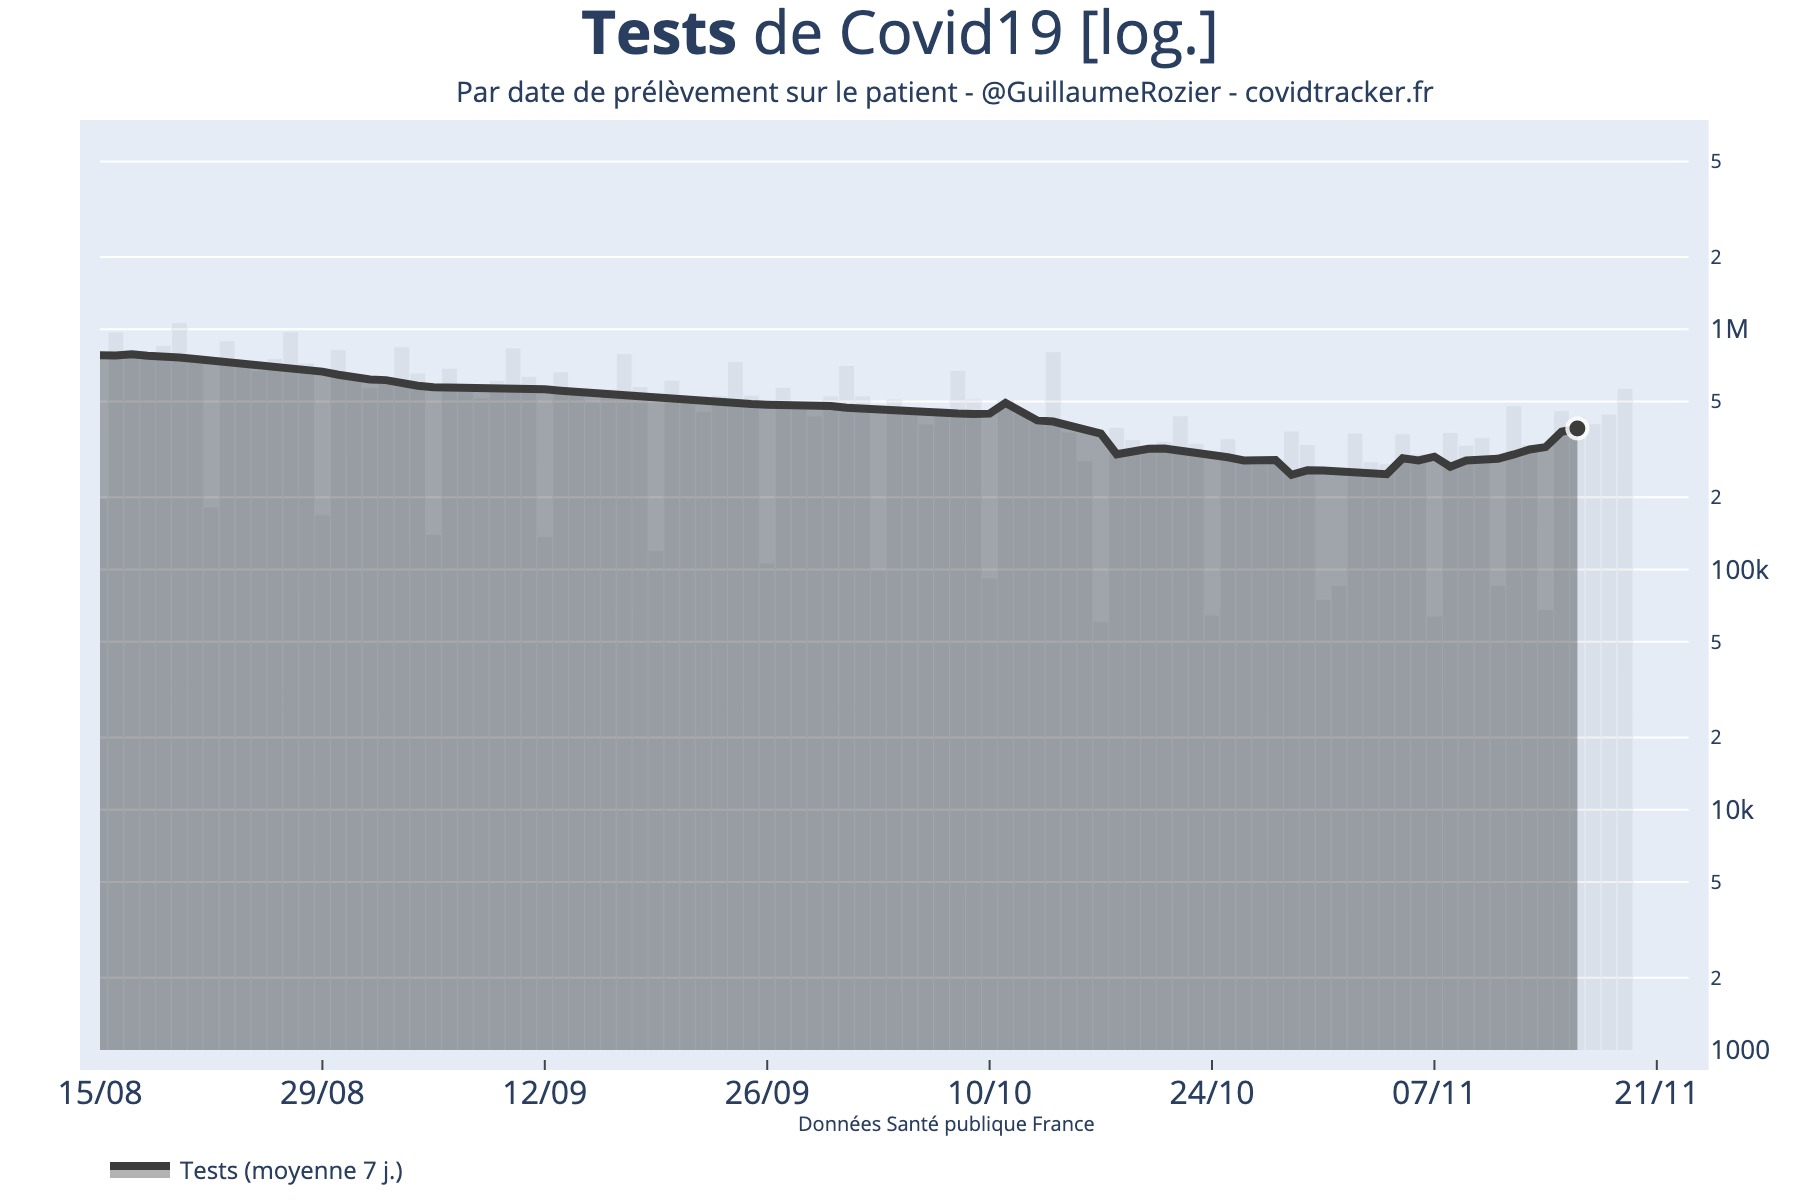 Tests de Covid19 [log.]
Par date de prélèvement sur le patient - @GuillaumeRozier - covidtracker.fr
5
2
1M
5
2
100k
5
2
10k
5
2
1000
15/08 29/08 12/09 26/09 10/10 24/10 07/11 21/11
Données Santé publique France
Tests (moyenne 7 j.)